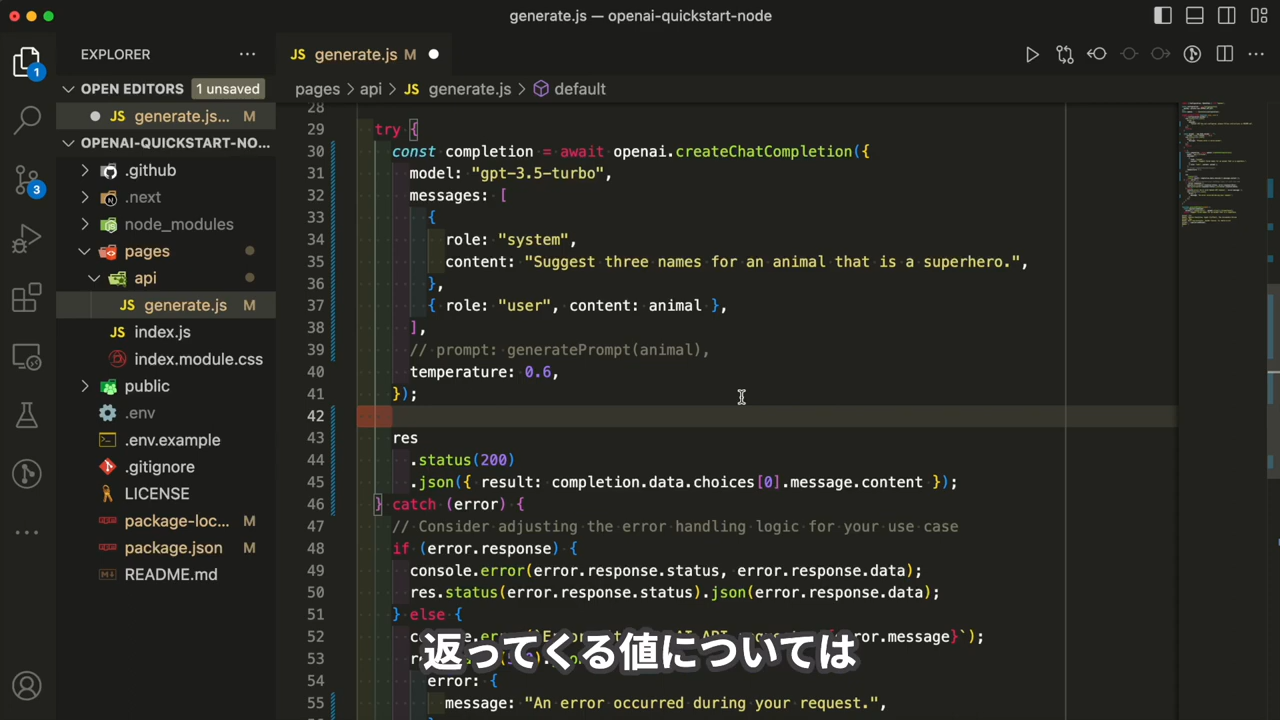 generate.js — openai-quickstart-node
EXPLORER
generate.js M
1
OPEN EDITORS 1 unsaved
JS generate.js... M
OPENAI-QUICKSTART-NO...
.github
.next
3
node_modules
pages
api
JS generate.js M
JS index.js
index.module.css
public
.env
.env.example
.gitignore
LICENSE
package-loc... M
package.json M
README.md
JS generate.js M
pages > api > JS generate.js > default
28
29 try {
30 const completion = await openai.createChatCompletion({
31 model: "gpt-3.5-turbo",
32 messages: [
33 {
34 role: "system",
35 content: "Suggest three names for an animal that is a superhero.",
36 },
37 { role: "user", content: animal },
38 ],
39 // prompt: generatePrompt(animal),
40 temperature: 0.6,
41 });
42
43 res
44 .status(200)
45 .json({ result: completion.data.choices[0].message.content });
46 } catch (error) {
47 // Consider adjusting the error handling logic for your use case
48 if (error.response) {
49 console.error(error.response.status, error.response.data);
50 res.status(error.response.status).json(error.response.data);
51 } else {
52
53
54 error: {
55 message: "An error occurred during your request.",
返ってくる値については